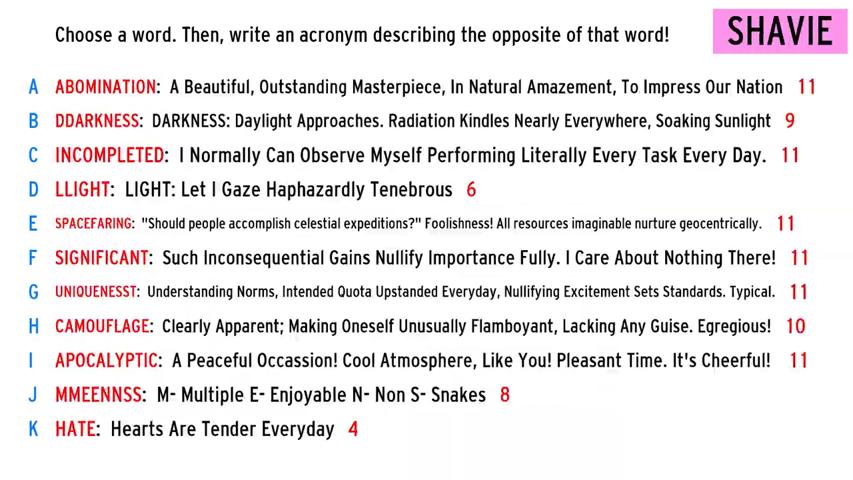 Choose a word. Then, write an acronym describing the opposite of that word!
SHAVIE
A ABOMINATION: A Beautiful, Outstanding Masterpiece, In Natural Amazement, To Impress Our Nation 11
B DDARKNESS: DARKNESS: Daylight Approaches. Radiation Kindles Nearly Everywhere, Soaking Sunlight 9
C INCOMPLETED: I Normally Can Observe Myself Performing Literally Every Task Every Day. 11
D LLIGHT: LIGHT: Let I Gaze Haphazardly Tenebrous 6
E SPACEFARING: "Should people accomplish celestial expeditions?" Foolishness! All resources imaginable nurture geocentrically. 11
F SIGNIFICANT: Such Inconsequential Gains Nullify Importance Fully. I Care About Nothing There! 11
G UNIQUENESST: Understanding Norms, Intended Quota Upstanded Everyday, Nullifying Excitement Sets Standards. Typical. 11
H CAMOUFLAGE: Clearly Apparent; Making Oneself Unusually Flamboyant, Lacking Any Guise. Egregious! 10
I APOCALYPTIC: A Peaceful Occassion! Cool Atmosphere, Like You! Pleasant Time. It's Cheerful! 11
J MMEENNSS: M- Multiple E- Enjoyable N- Non S- Snakes 8
K HATE: Hearts Are Tender Everyday 4